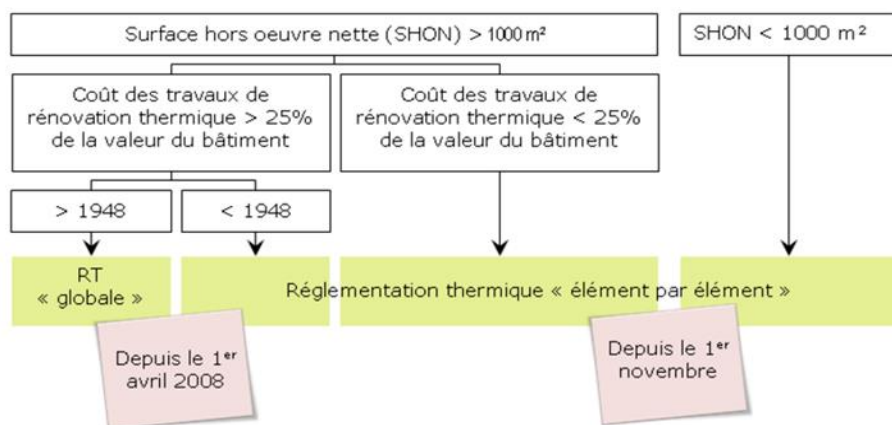 Surface hors oeuvre nette (SHON) > 1000 m²
SHON < 1000 m²
Coût des travaux de
rénovation thermique > 25%
de la valeur du bâtiment
Coût des travaux de
rénovation thermique < 25%
de la valeur du bâtiment
> 1948
< 1948
RT
« globale »
Réglementation thermique « élément par élément »
Depuis le 1er
avril 2008
Depuis le 1er
novembre